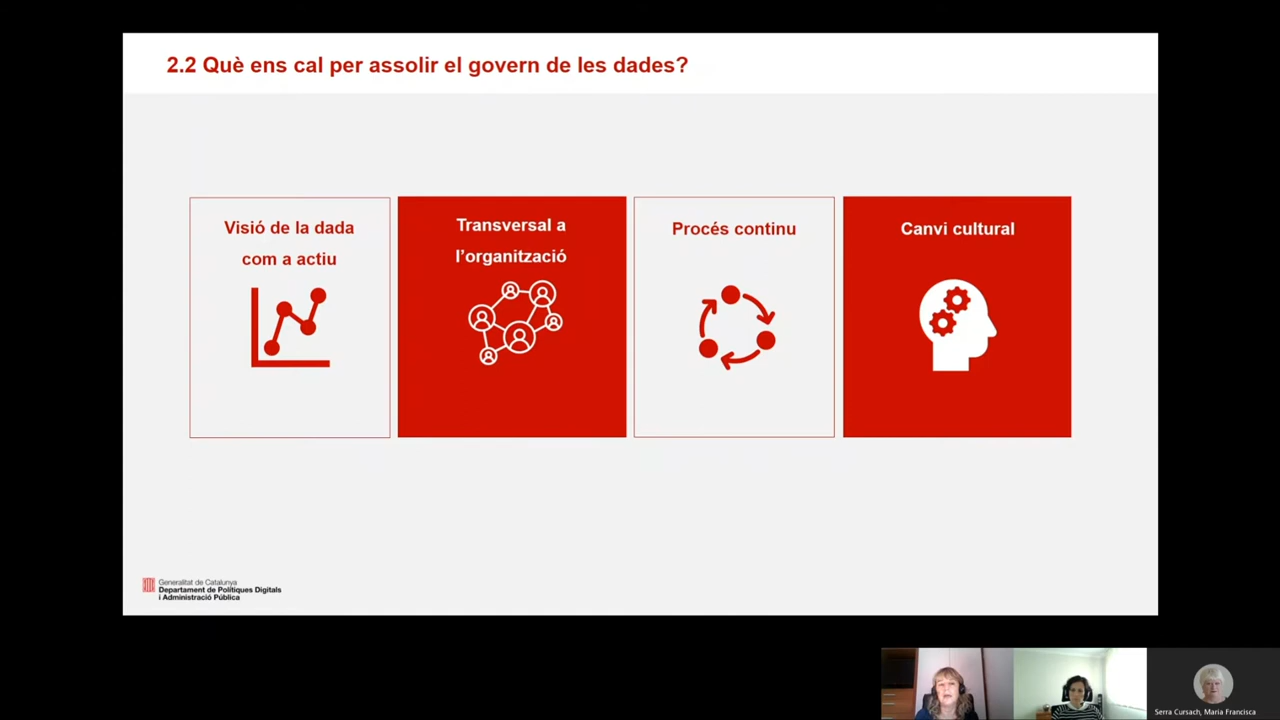 2.2 Què ens cal per assolir el govern de les dades?
Visió de la dada
com a actiu
Transversal a
l’organització
Procés continu
Canvi cultural
Generalitat de Catalunya
Departament de Polítiques Digitals
i Administració Pública
Serra Cursach, Maria Francisca